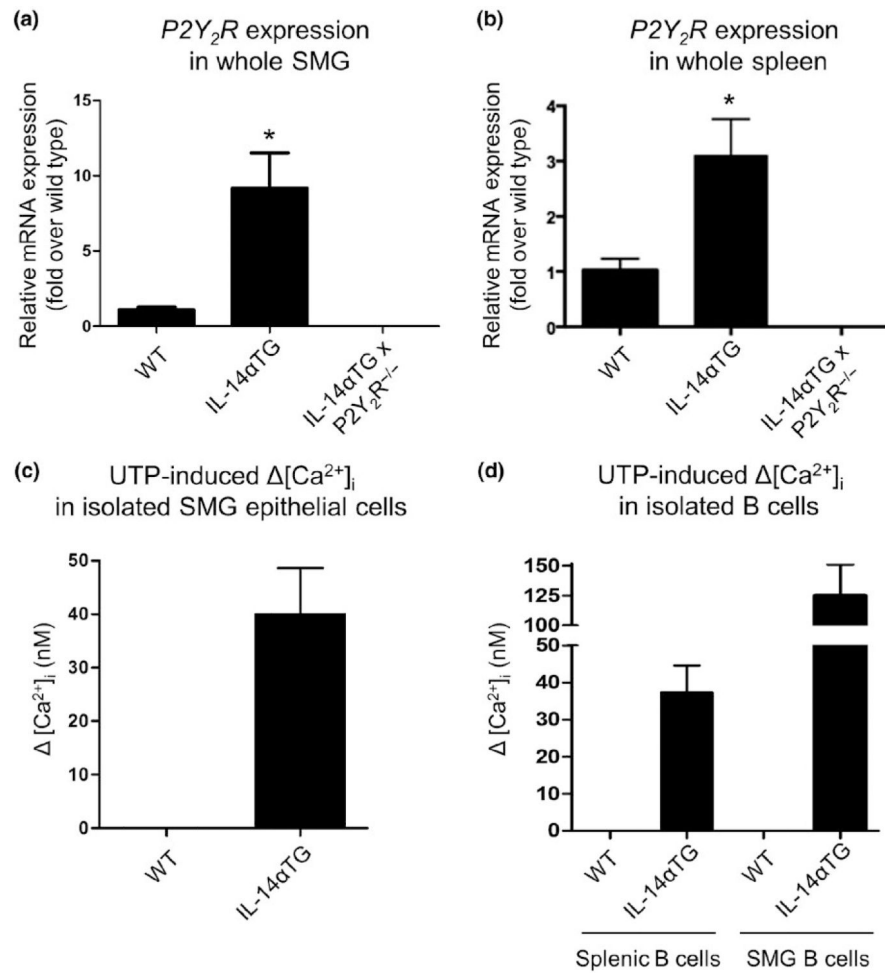 (a)
P2Y₂R expression
in whole SMG
Relative mRNA expression
(fold over wild type)
15
10
5
0
*
WT
IL-14αTG
IL-14αTG x
P2Y₂R⁻/⁻
(b)
P2Y₂R expression
in whole spleen
Relative mRNA expression
(fold over wild type)
4
3
2
1
0
*
WT
IL-14αTG
IL-14αTG x
P2Y₂R⁻/⁻
(c)
UTP-induced Δ[Ca²⁺]ᵢ
in isolated SMG epithelial cells
Δ [Ca²⁺]ᵢ (nM)
50
40
30
20
10
0
WT
IL-14αTG
(d)
UTP-induced Δ[Ca²⁺]ᵢ
in isolated B cells
Δ [Ca²⁺]ᵢ (nM)
150
125
100
50
40
30
20
10
0
WT
IL-14αTG
WT
IL-14αTG
Splenic B cells
SMG B cells